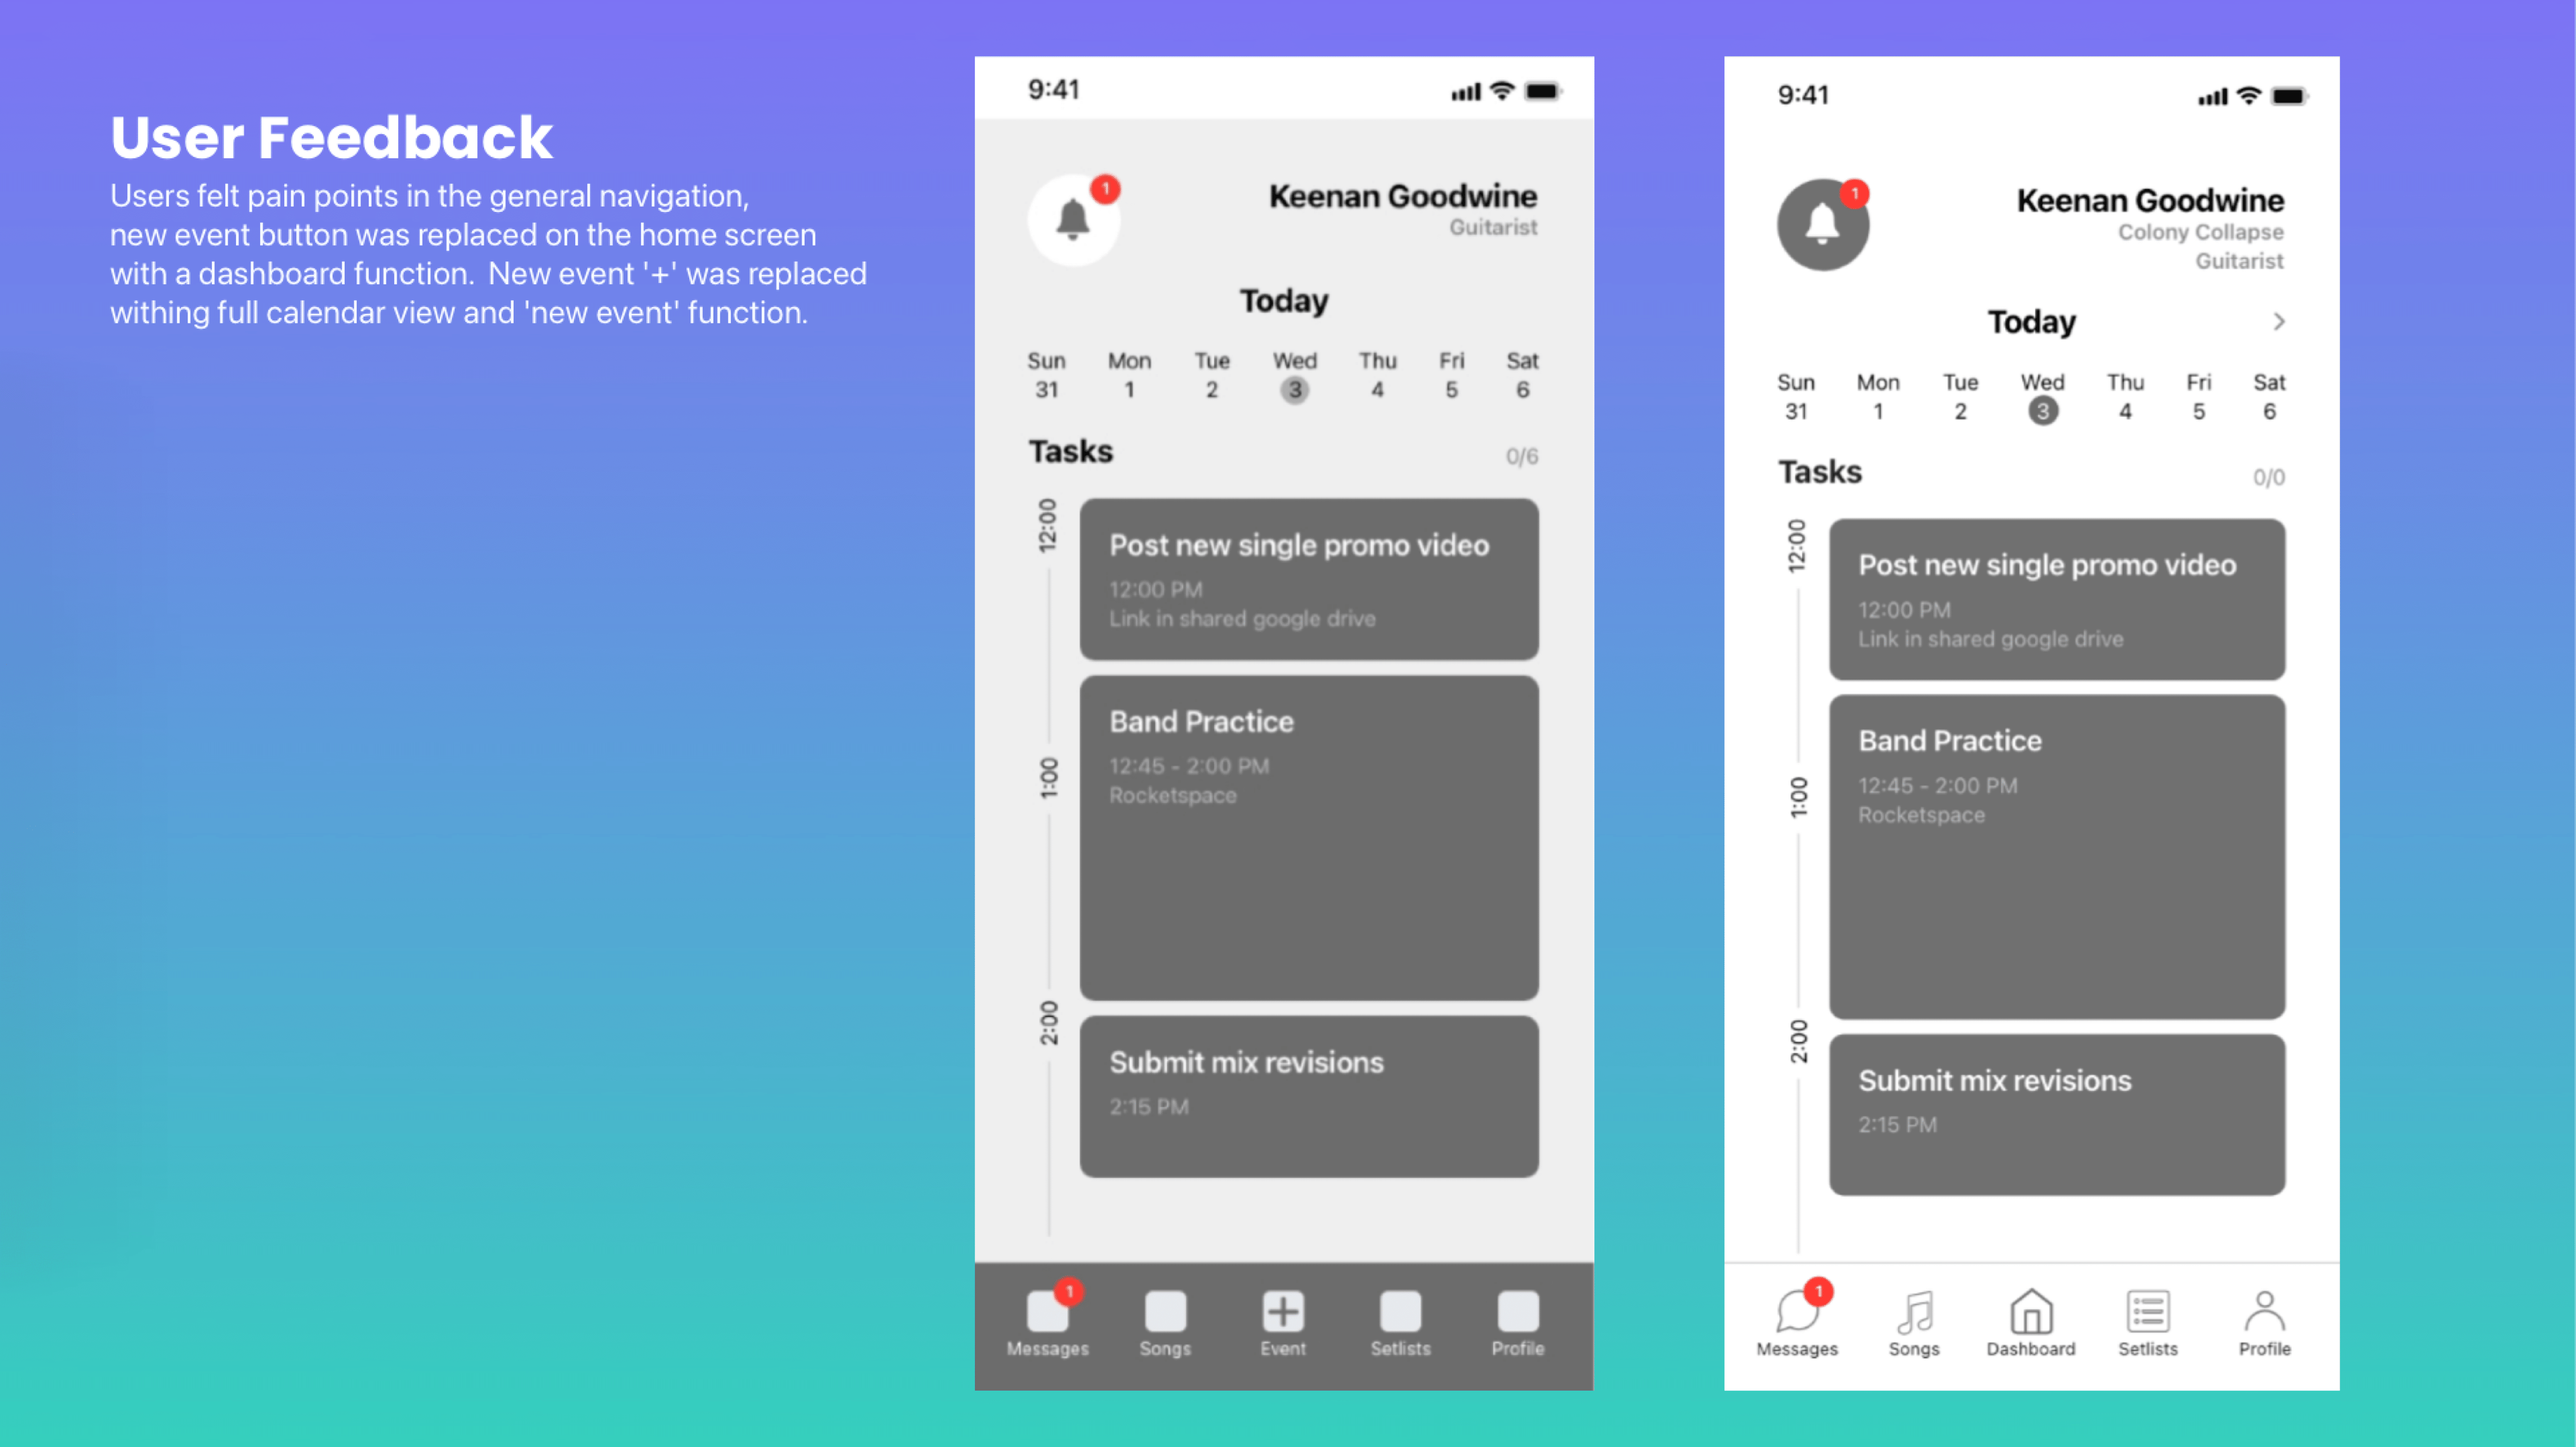 User Feedback
Users felt pain points in the general navigation,
new event button was replaced on the home screen
with a dashboard function.  New event '+' was replaced
withing full calendar view and 'new event' function.
9:41
1
Keenan Goodwine
Guitarist
Today
Sun Mon Tue Wed Thu Fri Sat
31 1 2 3 4 5 6
Tasks 0/6
12:00
Post new single promo video
12:00 PM
Link in shared google drive
1:00
Band Practice
12:45 - 2:00 PM
Rocketspace
2:00
Submit mix revisions
2:15 PM
1
Messages Songs Event Setlists Profile
9:41
1
Keenan Goodwine
Colony Collapse
Guitarist
Today >
Sun Mon Tue Wed Thu Fri Sat
31 1 2 3 4 5 6
Tasks 0/0
12:00
Post new single promo video
12:00 PM
Link in shared google drive
1:00
Band Practice
12:45 - 2:00 PM
Rocketspace
2:00
Submit mix revisions
2:15 PM
1
Messages Songs Dashboard Setlists Profile